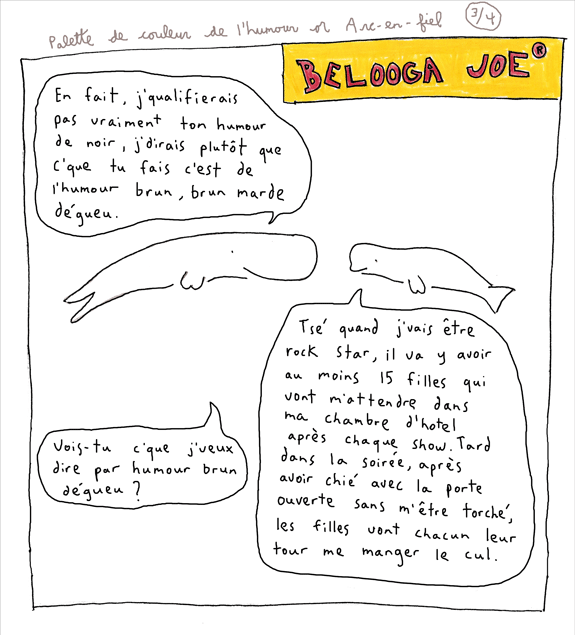 Palette de couleur de l'humour or Arc-en-fiel 3/4
BELOOGA JOE®
En fait, j'qualifierais
pas vraiment ton humour
de noir, j'dirais plutôt que
c'que tu fais c'est de
l'humour brun, brun marde
dégueu.
Tsé quand j'vais être
rock star, il va y avoir
au moins 15 filles qui
vont m'attendre dans
ma chambre d'hotel
après chaque show. Tard
dans la soirée, après
avoir chié avec la porte
ouverte sans m'être torché,
les filles vont chacun leur
tour me manger le cul.
Vois-tu c'que j'veux
dire par humour brun
dégueu ?